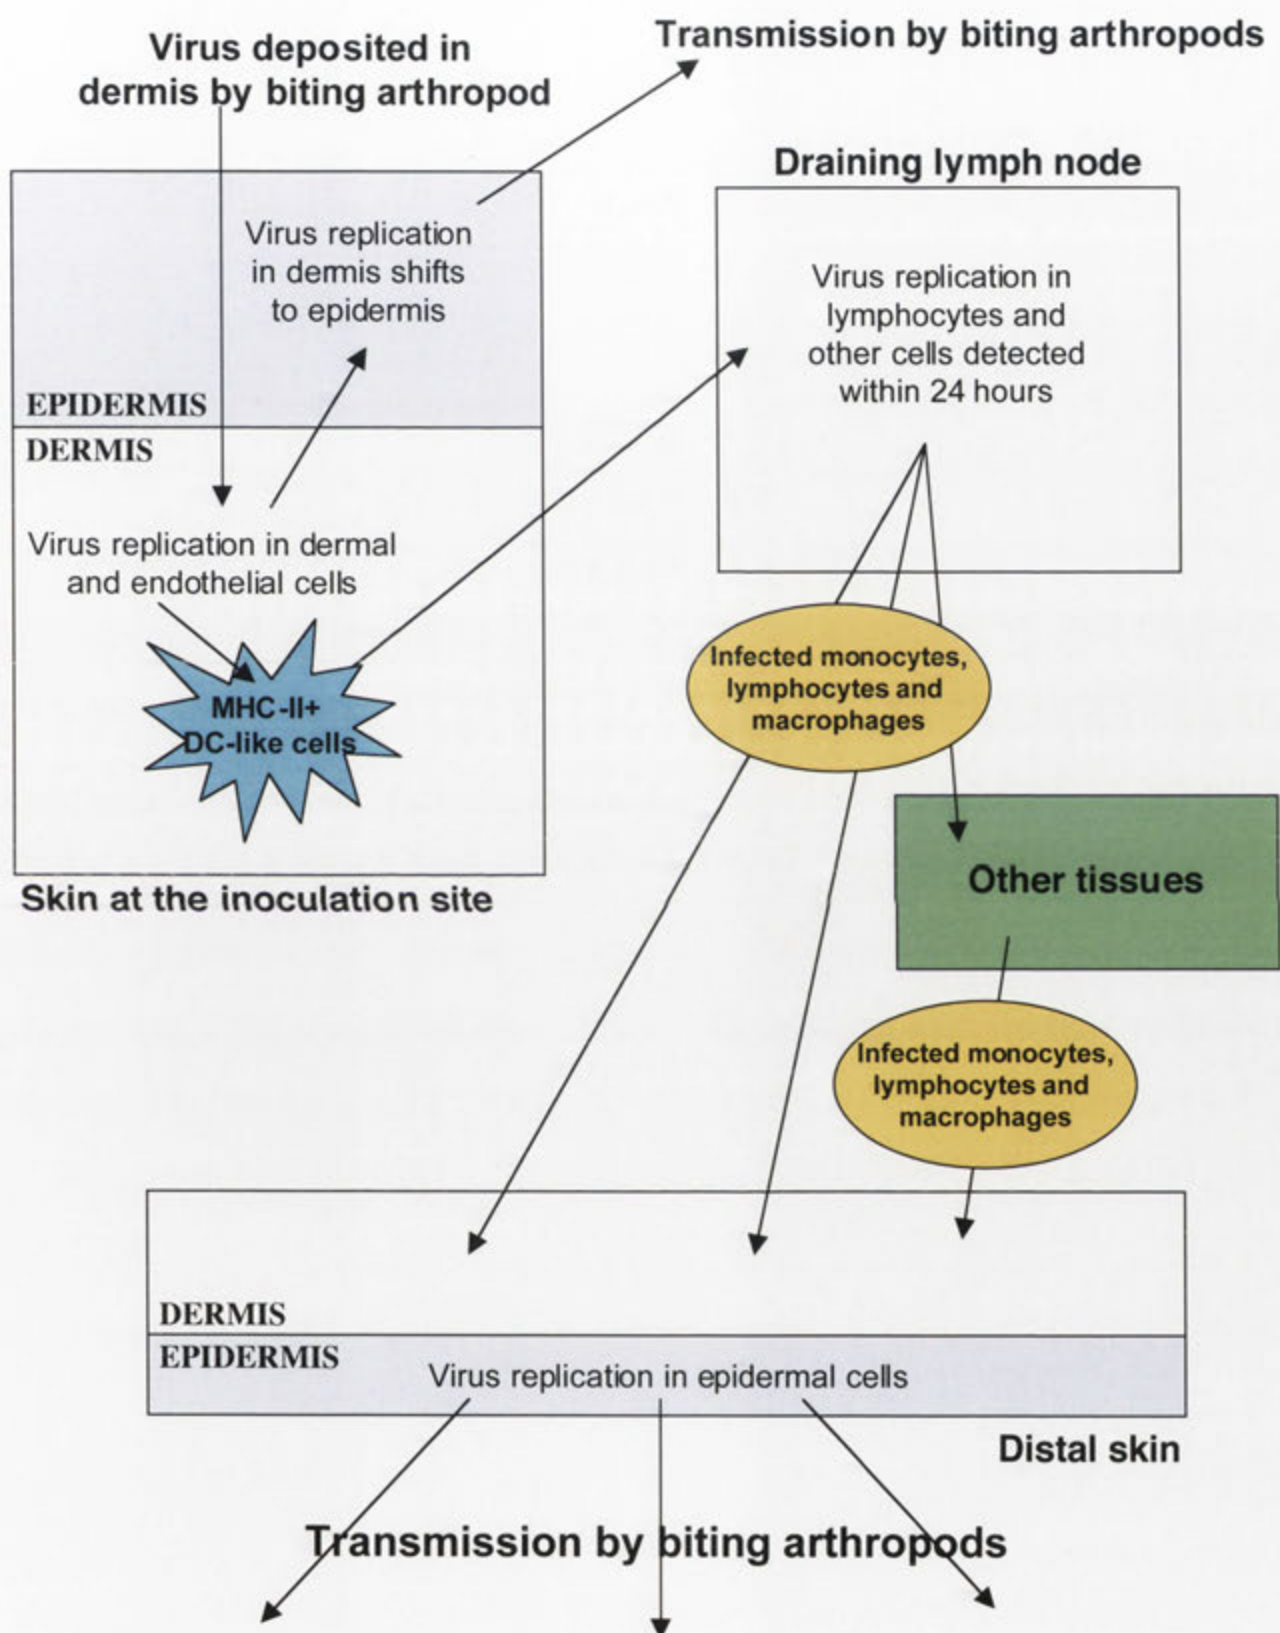 Virus deposited in
dermis by biting arthropod
Transmission by biting arthropods
Draining lymph node
Virus replication
in dermis shifts
to epidermis
EPIDERMIS
DERMIS
Virus replication in dermal
and endothelial cells
MHC-II+
DC-like cells
Skin at the inoculation site
Virus replication in
lymphocytes and
other cells detected
within 24 hours
Infected monocytes,
lymphocytes and
macrophages
Other tissues
Infected monocytes,
lymphocytes and
macrophages
DERMIS
EPIDERMIS
Virus replication in epidermal cells
Distal skin
Transmission by biting arthropods